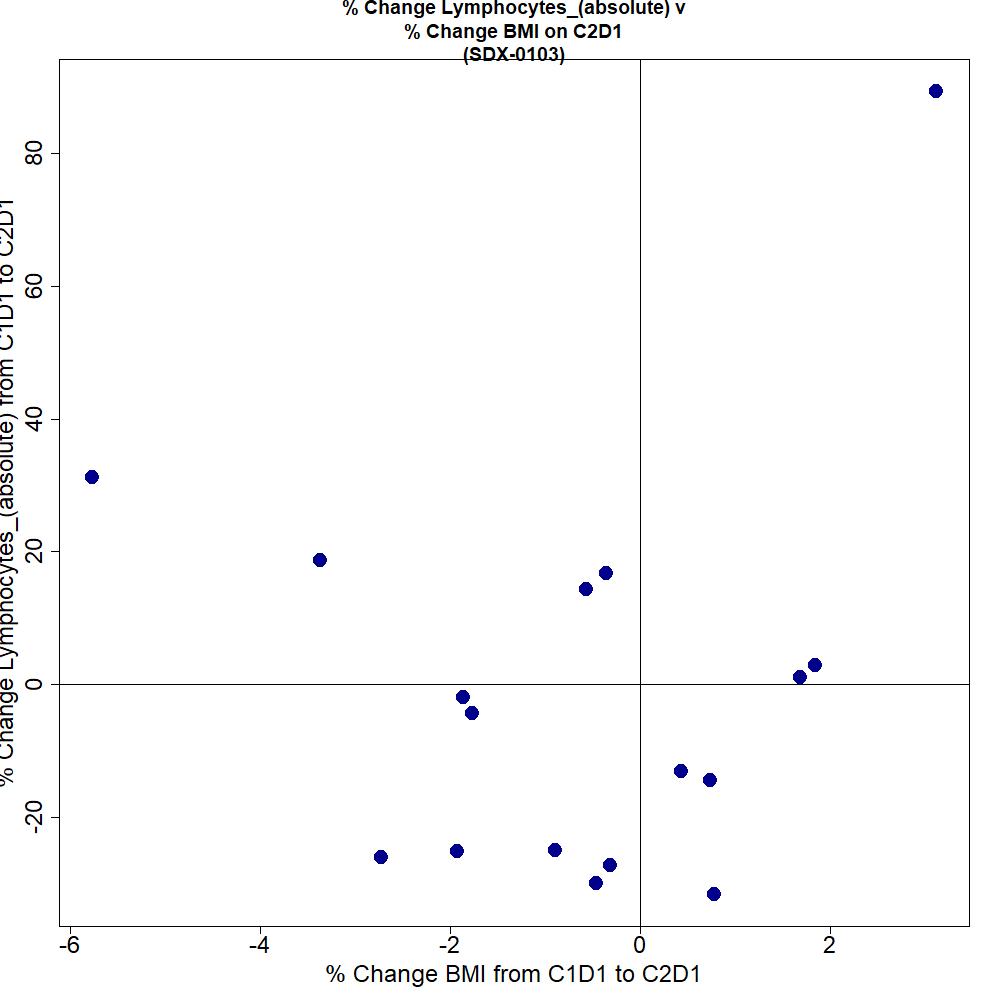 % Change Lymphocytes_(absolute) v
% Change BMI on C2D1
(SDX-0103)
% Change Lymphocytes_(absolute) from C1D1 to C2D1
80
60
40
20
0
-20
-6
-4
-2
0
2
% Change BMI from C1D1 to C2D1